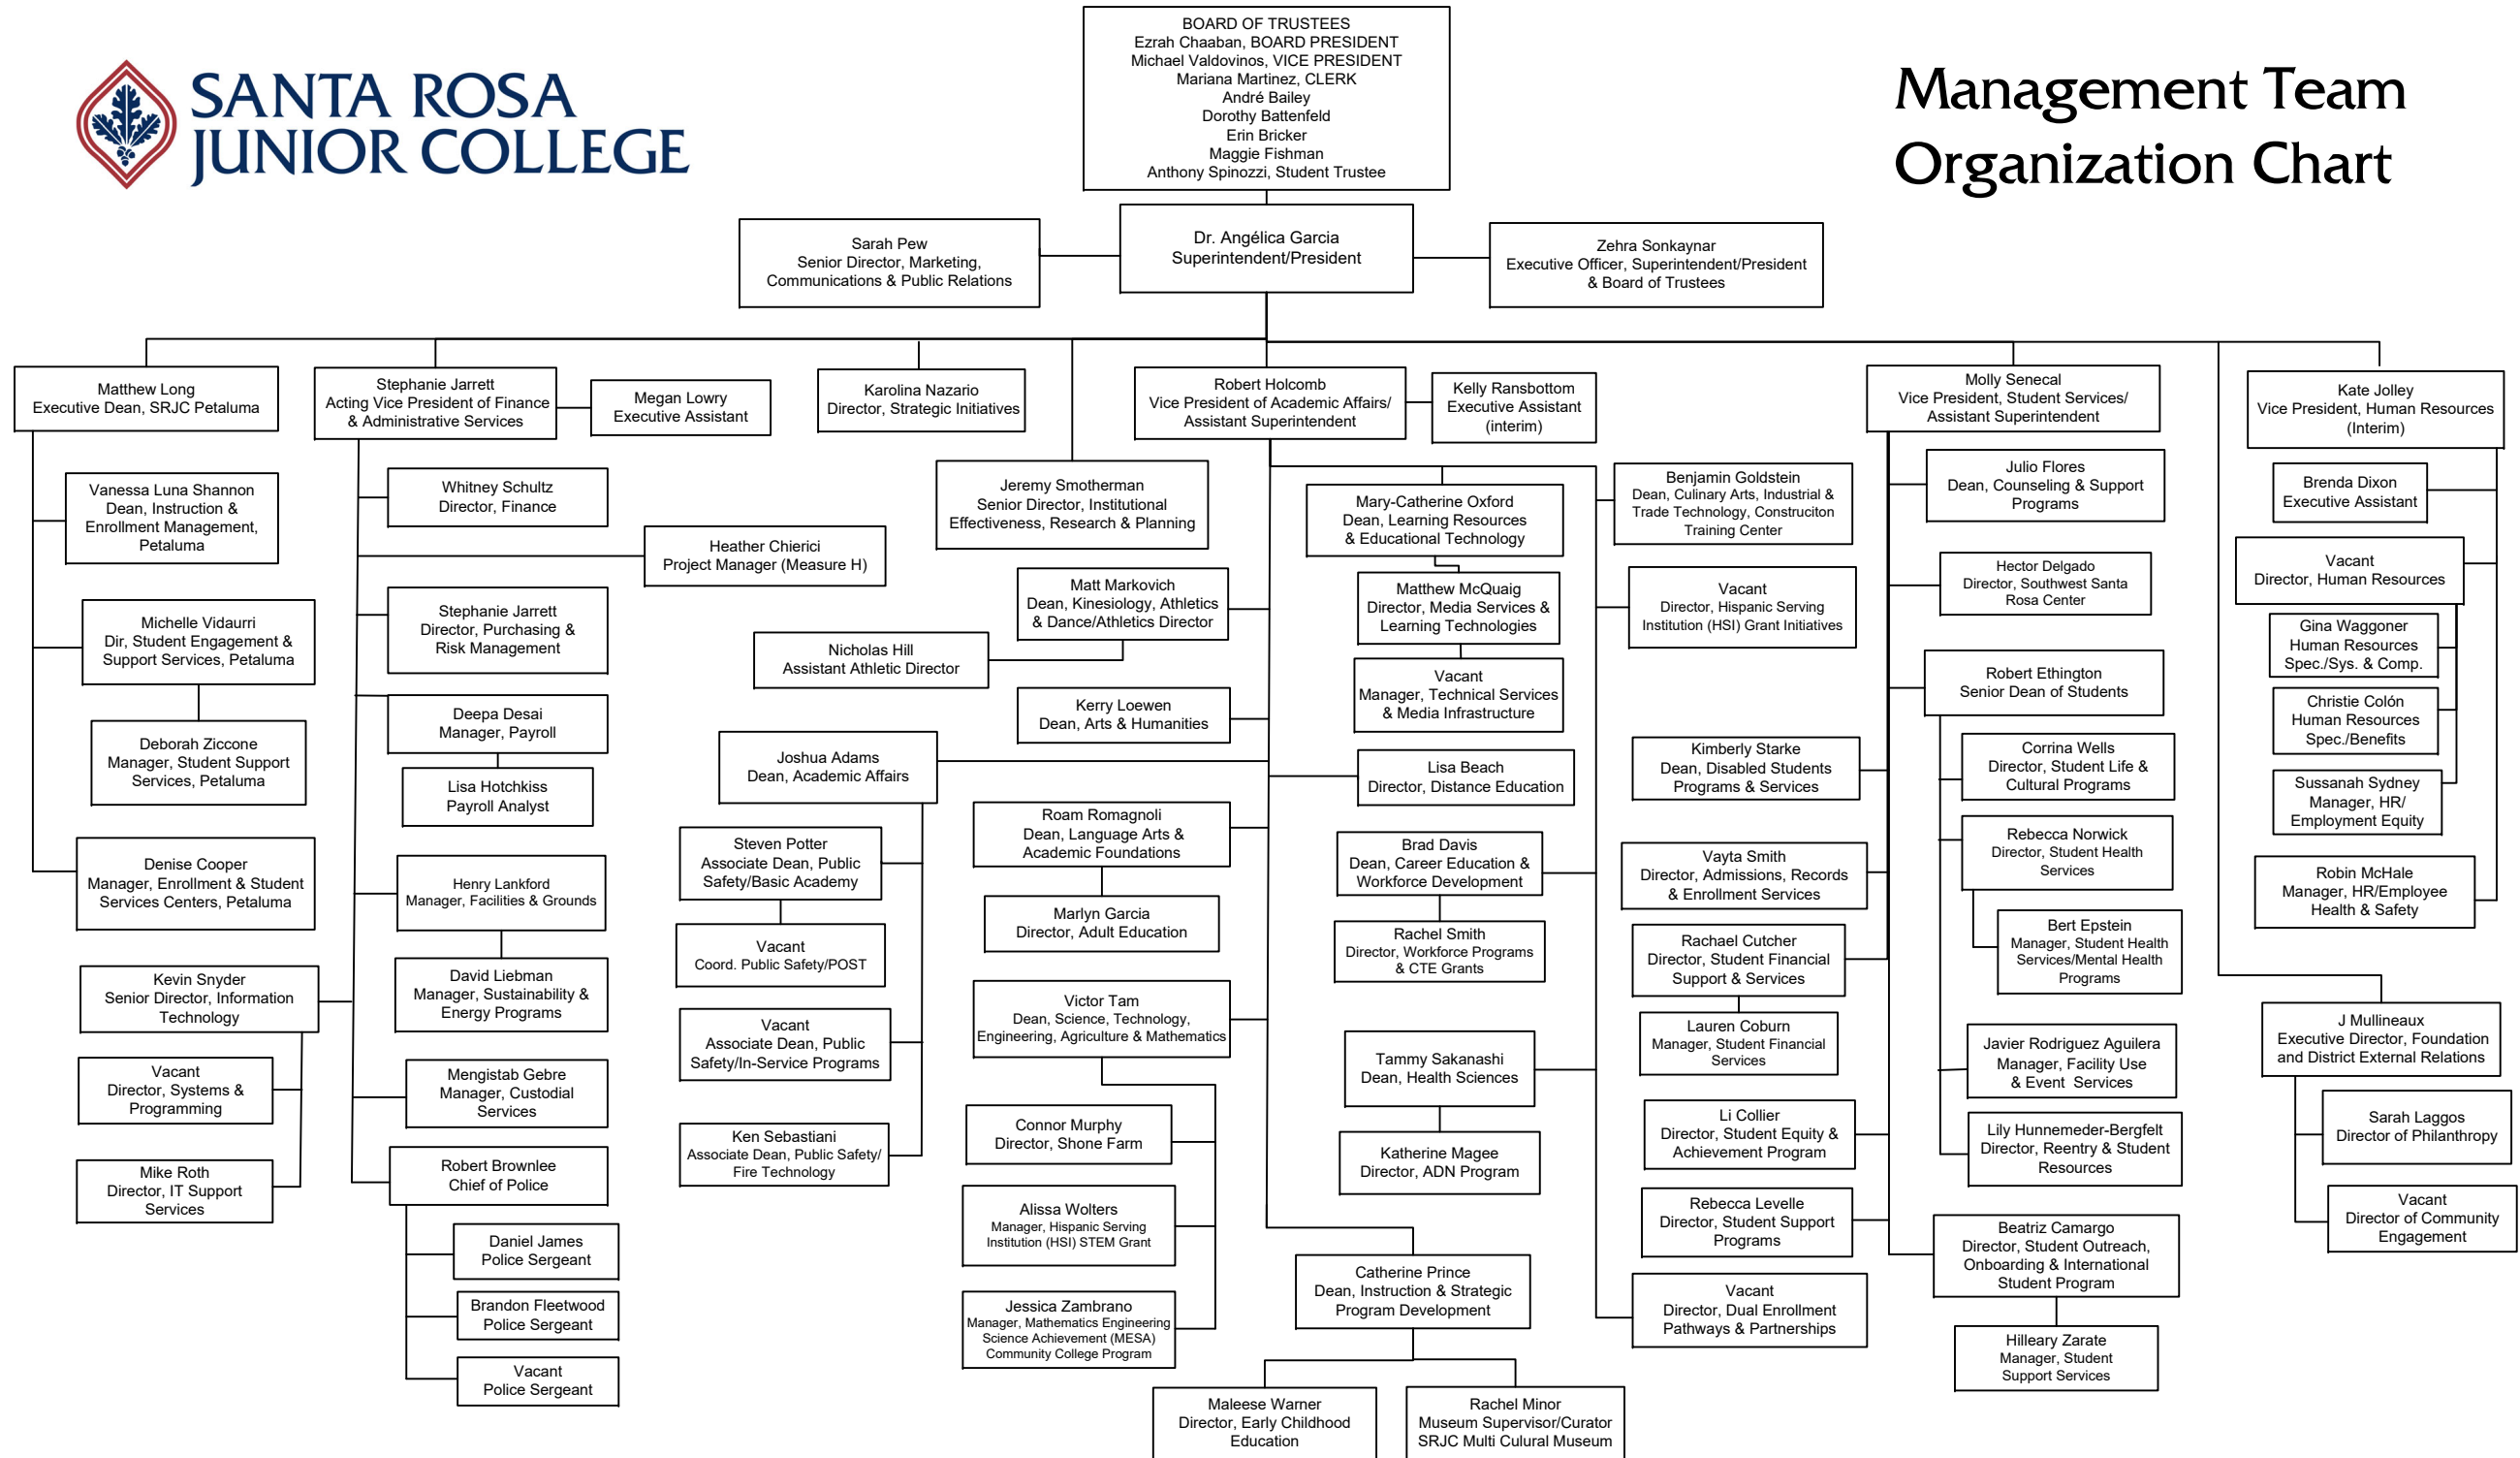 SANTA ROSA
JUNIOR COLLEGE
Management Team
Organization Chart
BOARD OF TRUSTEES
Ezrah Chaaban, BOARD PRESIDENT
Michael Valdovinos, VICE PRESIDENT
Mariana Martinez, CLERK
André Bailey
Dorothy Battenfeld
Erin Bricker
Maggie Fishman
Anthony Spinozzi, Student Trustee
Sarah Pew
Senior Director, Marketing,
Communications & Public Relations
Dr. Angélica Garcia
Superintendent/President
Zehra Sonkaynar
Executive Officer, Superintendent/President
& Board of Trustees
Matthew Long
Executive Dean, SRJC Petaluma
Vanessa Luna Shannon
Dean, Instruction &
Enrollment Management,
Petaluma
Michelle Vidaurri
Dir, Student Engagement &
Support Services, Petaluma
Deborah Ziccone
Manager, Student Support
Services, Petaluma
Denise Cooper
Manager, Enrollment & Student
Services Centers, Petaluma
Stephanie Jarrett
Acting Vice President of Finance
& Administrative Services
Megan Lowry
Executive Assistant
Whitney Schultz
Director, Finance
Heather Chierici
Project Manager (Measure H)
Stephanie Jarrett
Director, Purchasing &
Risk Management
Deepa Desai
Manager, Payroll
Lisa Hotchkiss
Payroll Analyst
Henry Lankford
Manager, Facilities & Grounds
David Liebman
Manager, Sustainability &
Energy Programs
Kevin Snyder
Senior Director, Information
Technology
Vacant
Director, Systems &
Programming
Mike Roth
Director, IT Support
Services
Mengistab Gebre
Manager, Custodial
Services
Robert Brownlee
Chief of Police
Daniel James
Police Sergeant
Brandon Fleetwood
Police Sergeant
Vacant
Police Sergeant
Karolina Nazario
Director, Strategic Initiatives
Jeremy Smotherman
Senior Director, Institutional
Effectiveness, Research & Planning
Robert Holcomb
Vice President of Academic Affairs/
Assistant Superintendent
Kelly Ransbottom
Executive Assistant
(interim)
Matt Markovich
Dean, Kinesiology, Athletics
& Dance/Athletics Director
Nicholas Hill
Assistant Athletic Director
Kerry Loewen
Dean, Arts & Humanities
Joshua Adams
Dean, Academic Affairs
Steven Potter
Associate Dean, Public
Safety/Basic Academy
Vacant
Coord. Public Safety/POST
Vacant
Associate Dean, Public
Safety/In-Service Programs
Ken Sebastiani
Associate Dean, Public Safety/
Fire Technology
Roam Romagnoli
Dean, Language Arts &
Academic Foundations
Marlyn Garcia
Director, Adult Education
Victor Tam
Dean, Science, Technology,
Engineering, Agriculture & Mathematics
Connor Murphy
Director, Shone Farm
Alissa Wolters
Manager, Hispanic Serving
Institution (HSI) STEM Grant
Jessica Zambrano
Manager, Mathematics Engineering
Science Achievement (MESA)
Community College Program
Mary-Catherine Oxford
Dean, Learning Resources
& Educational Technology
Matthew McQuaig
Director, Media Services &
Learning Technologies
Vacant
Manager, Technical Services
& Media Infrastructure
Lisa Beach
Director, Distance Education
Brad Davis
Dean, Career Education &
Workforce Development
Rachel Smith
Director, Workforce Programs
& CTE Grants
Tammy Sakanashi
Dean, Health Sciences
Katherine Magee
Director, ADN Program
Catherine Prince
Dean, Instruction & Strategic
Program Development
Maleese Warner
Director, Early Childhood
Education
Rachel Minor
Museum Supervisor/Curator
SRJC Multi Culural Museum
Benjamin Goldstein
Dean, Culinary Arts, Industrial &
Trade Technology, Construciton
Training Center
Vacant
Director, Hispanic Serving
Institution (HSI) Grant Initiatives
Vacant
Director, Dual Enrollment
Pathways & Partnerships
Molly Senecal
Vice President, Student Services/
Assistant Superintendent
Julio Flores
Dean, Counseling & Support
Programs
Hector Delgado
Director, Southwest Santa
Rosa Center
Robert Ethington
Senior Dean of Students
Corrina Wells
Director, Student Life &
Cultural Programs
Rebecca Norwick
Director, Student Health
Services
Bert Epstein
Manager, Student Health
Services/Mental Health
Programs
Javier Rodriguez Aguilera
Manager, Facility Use
& Event Services
Lily Hunnemeder-Bergfelt
Director, Reentry & Student
Resources
Kimberly Starke
Dean, Disabled Students
Programs & Services
Vayta Smith
Director, Admissions, Records
& Enrollment Services
Rachael Cutcher
Director, Student Financial
Support & Services
Lauren Coburn
Manager, Student Financial
Services
Li Collier
Director, Student Equity &
Achievement Program
Rebecca Levelle
Director, Student Support
Programs
Beatriz Camargo
Director, Student Outreach,
Onboarding & International
Student Program
Hilleary Zarate
Manager, Student
Support Services
Kate Jolley
Vice President, Human Resources
(Interim)
Brenda Dixon
Executive Assistant
Vacant
Director, Human Resources
Gina Waggoner
Human Resources
Spec./Sys. & Comp.
Christie Colón
Human Resources
Spec./Benefits
Sussanah Sydney
Manager, HR/
Employment Equity
Robin McHale
Manager, HR/Employee
Health & Safety
J Mullineaux
Executive Director, Foundation
and District External Relations
Sarah Laggos
Director of Philanthropy
Vacant
Director of Community
Engagement